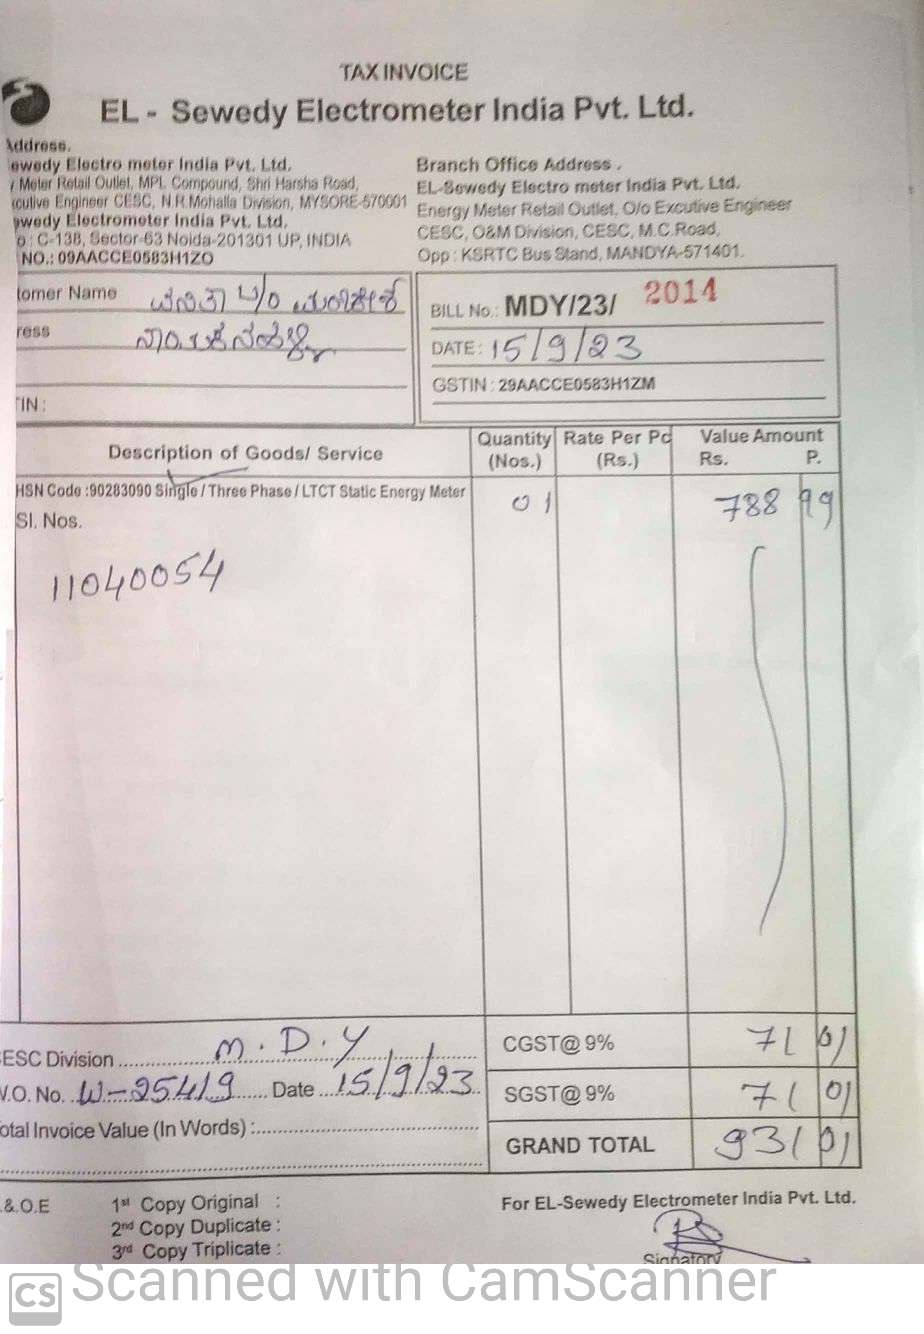 TAX INVOICE
EL - Sewedy Electrometer India Pvt. Ltd.
Address.
ewedy Electro meter India Pvt. Ltd.
y Meter Retail Outlet, MPL Compound, Shri Harsha Road,
cutive Engineer CESC, N.R.Mohalla Division, MYSORE-570001
ewedy Electrometer India Pvt. Ltd.
o : C-138, Sector-63 Noida-201301 UP, INDIA
NO.: 09AACCE0583H1ZO
Branch Office Address .
EL-Sewedy Electro meter India Pvt. Ltd.
Energy Meter Retail Outlet, O/o Excutive Engineer
CESC, O&M Division, CESC, M.C.Road,
Opp : KSRTC Bus Stand, MANDYA-571401.
tomer Name
ress
TIN :
BILL No.: MDY/23/ 2014
DATE : 15/9/23
GSTIN : 29AACCE0583H1ZM
Description of Goods/ Service Quantity (Nos.) Rate Per Pc (Rs.) Value Amount Rs. P.
HSN Code :90283090 Single / Three Phase / LTCT Static Energy Meter 01 788 99
Sl. Nos.
11040054
CGST@ 9% 71 01
SGST@ 9% 71 01
GRAND TOTAL 931 01
CESC Division M.D.Y
W.O. No. W-25419 Date 15/9/23
otal Invoice Value (In Words) :
.&.O.E
1st Copy Original :
2nd Copy Duplicate :
3rd Copy Triplicate :
For EL-Sewedy Electrometer India Pvt. Ltd.
Signatory
CS Scanned with CamScanner